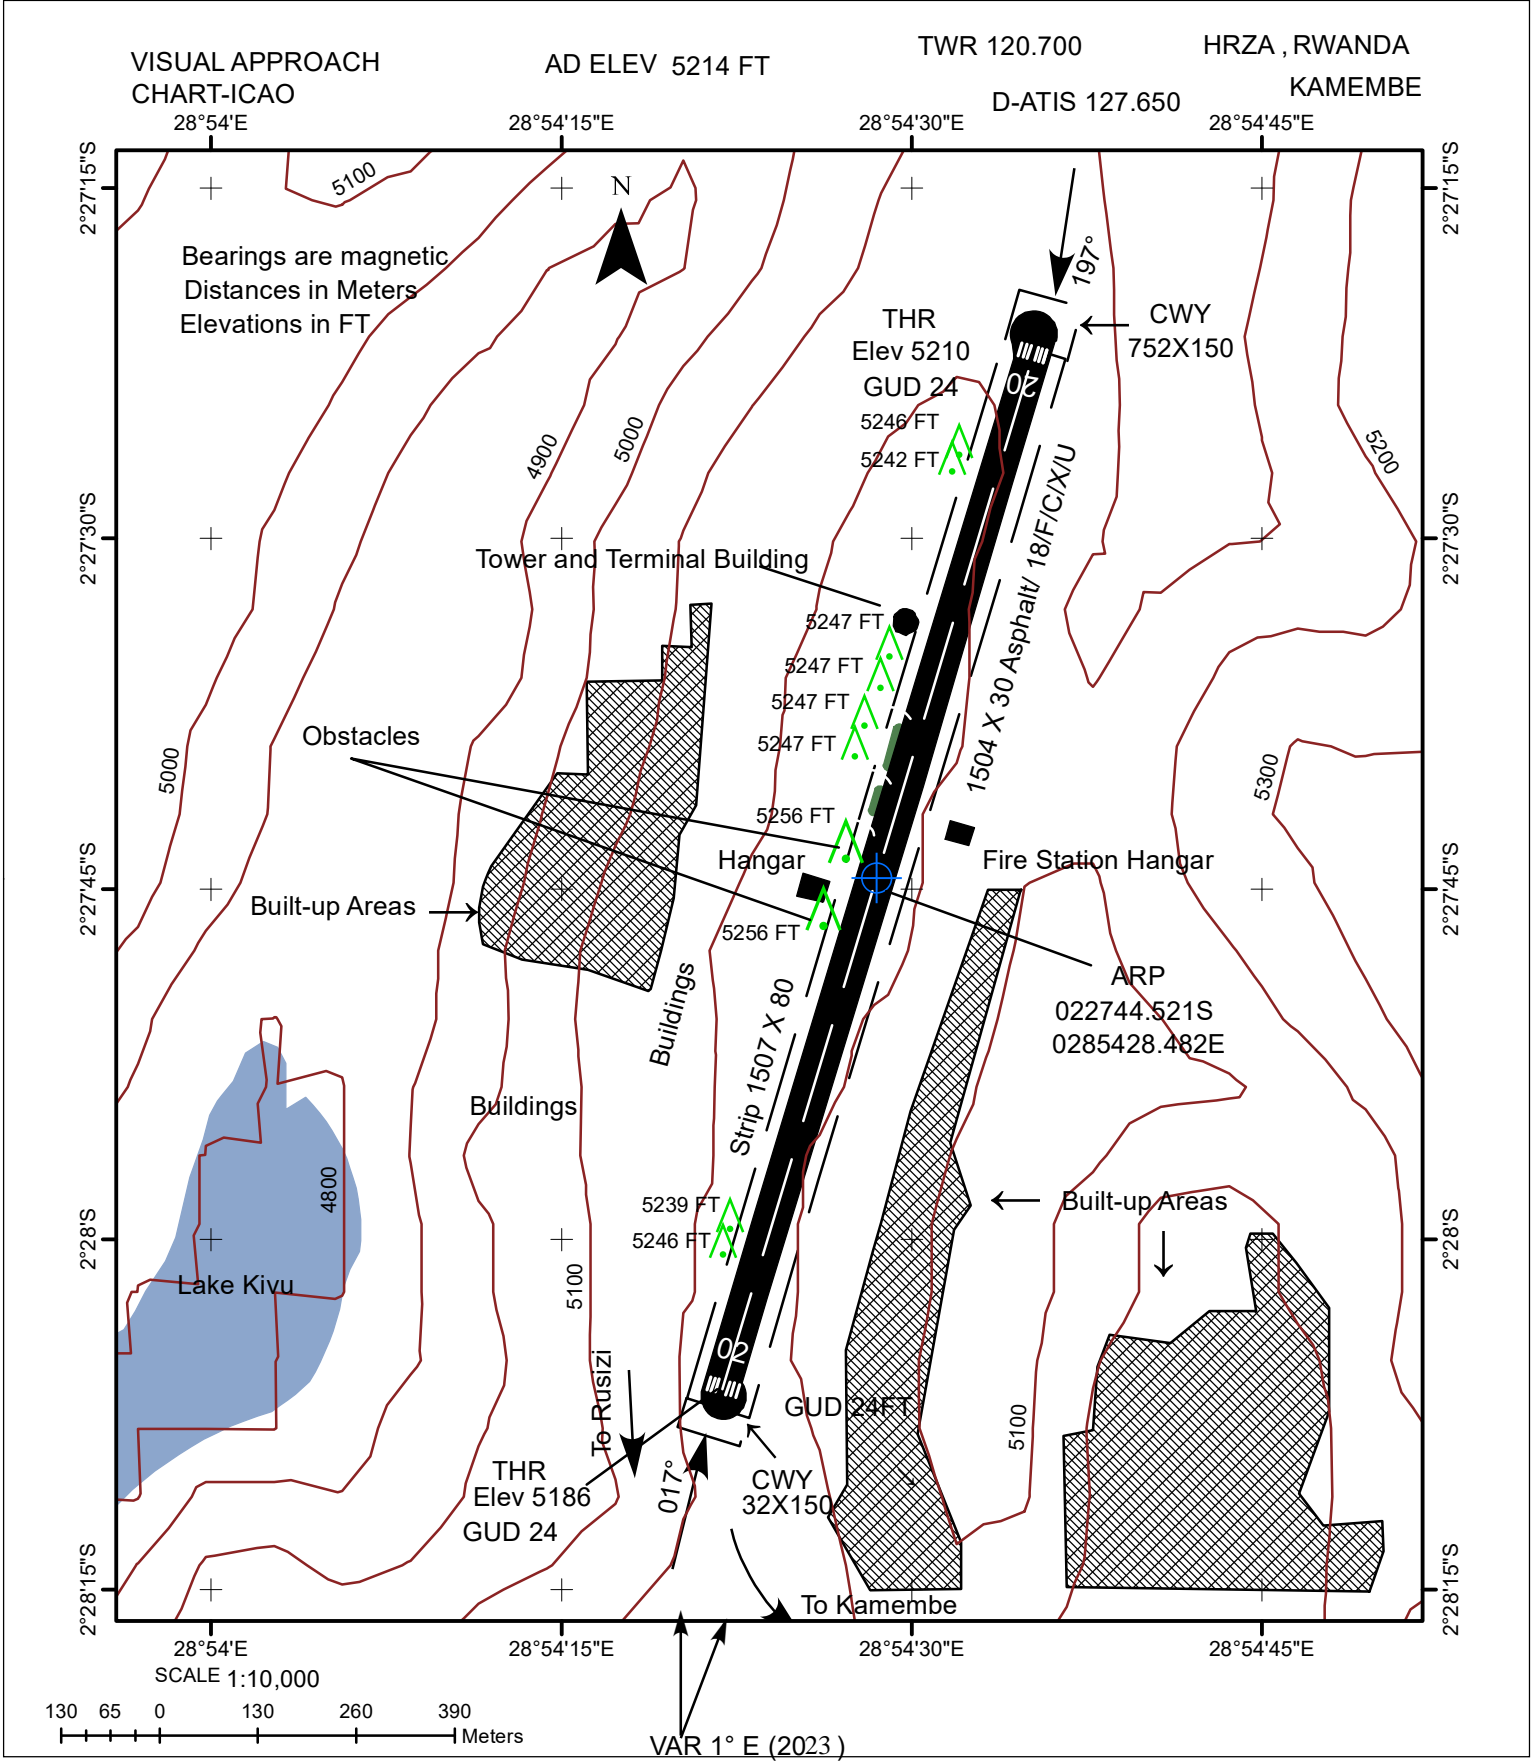 VISUAL APPROACH
CHART-ICAO
AD ELEV 5214 FT
TWR 120.700
D-ATIS 127.650
HRZA , RWANDA
KAMEMBE
28°54'E
28°54'15"E
28°54'30"E
28°54'45"E
2°27'15"S
2°27'15"S
5100
N
Bearings are magnetic
Distances in Meters
Elevations in FT
197°
THR
Elev 5210
GUD 24
CWY
752X150
20
5246 FT
5242 FT
4900
5000
5200
2°27'30"S
2°27'30"S
Tower and Terminal Building
1504 X 30 Asphalt/ 18/F/C/X/U
5247 FT
5247 FT
5247 FT
5247 FT
Obstacles
5000
5300
5256 FT
Hangar
Fire Station Hangar
2°27'45"S
2°27'45"S
Built-up Areas
5256 FT
ARP
022744.521S
0285428.482E
Buildings
Strip 1507 X 80
Buildings
4800
5239 FT
5246 FT
Built-up Areas
2°28'S
2°28'S
Lake Kivu
5100
02
To Rusizi
GUD 24FT
5100
THR
Elev 5186
GUD 24
017°
CWY
32X150
2°28'15"S
2°28'15"S
To Kamembe
28°54'E
28°54'15"E
28°54'30"E
28°54'45"E
SCALE 1:10,000
130 65 0 130 260 390
Meters
VAR 1° E (2023 )